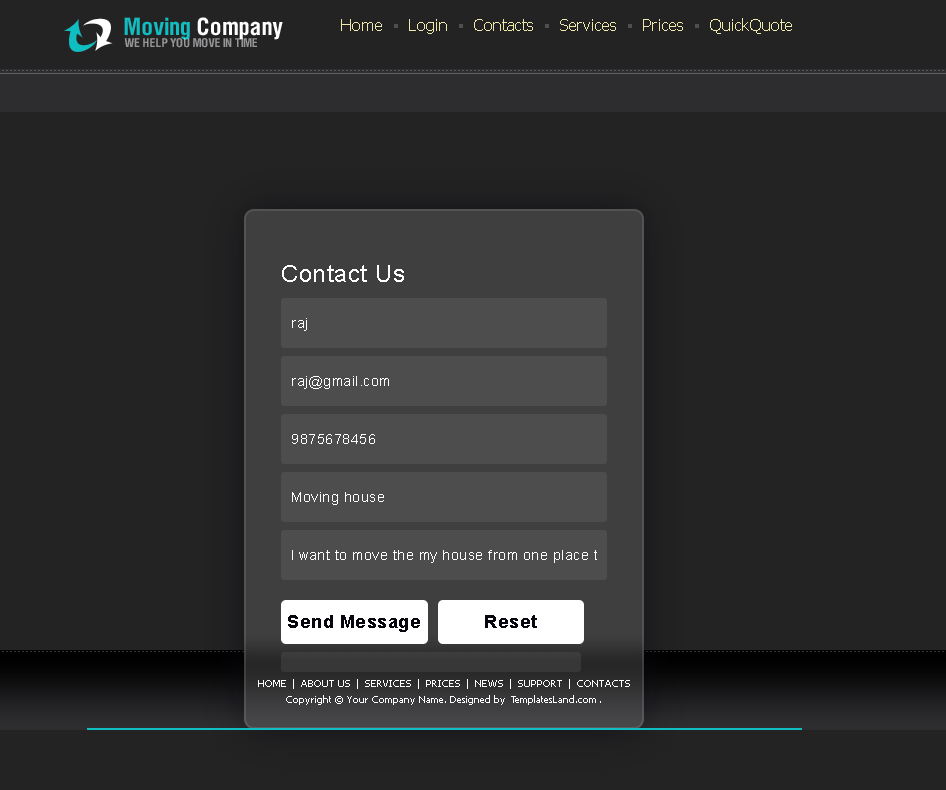 Moving Company
WE HELP YOU MOVE IN TIME
Home Login Contacts Services Prices QuickQuote
Contact Us
raj
raj@gmail.com
9875678456
Moving house
I want to move the my house from one place t
Send Message Reset
HOME | ABOUT US | SERVICES | PRICES | NEWS | SUPPORT | CONTACTS
Copyright © Your Company Name. Designed by TemplatesLand.com .